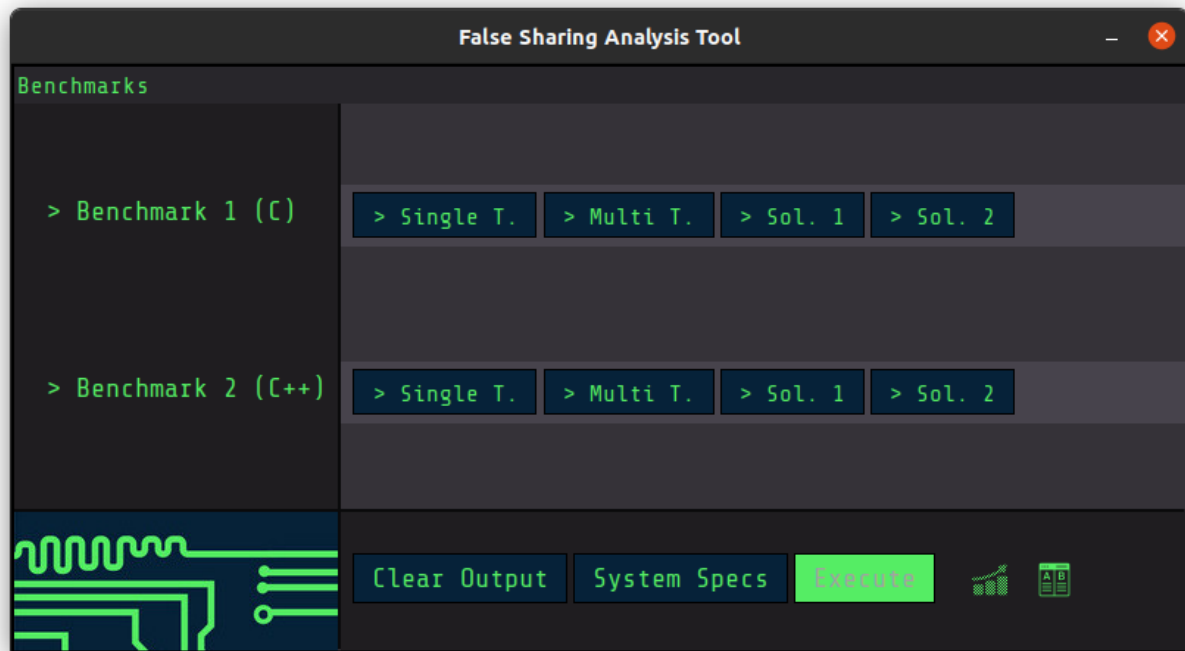 False Sharing Analysis Tool
Benchmarks
> Benchmark 1 (C)
> Single T. > Multi T. > Sol. 1 > Sol. 2
> Benchmark 2 (C++)
> Single T. > Multi T. > Sol. 1 > Sol. 2
Clear Output System Specs Execute A B